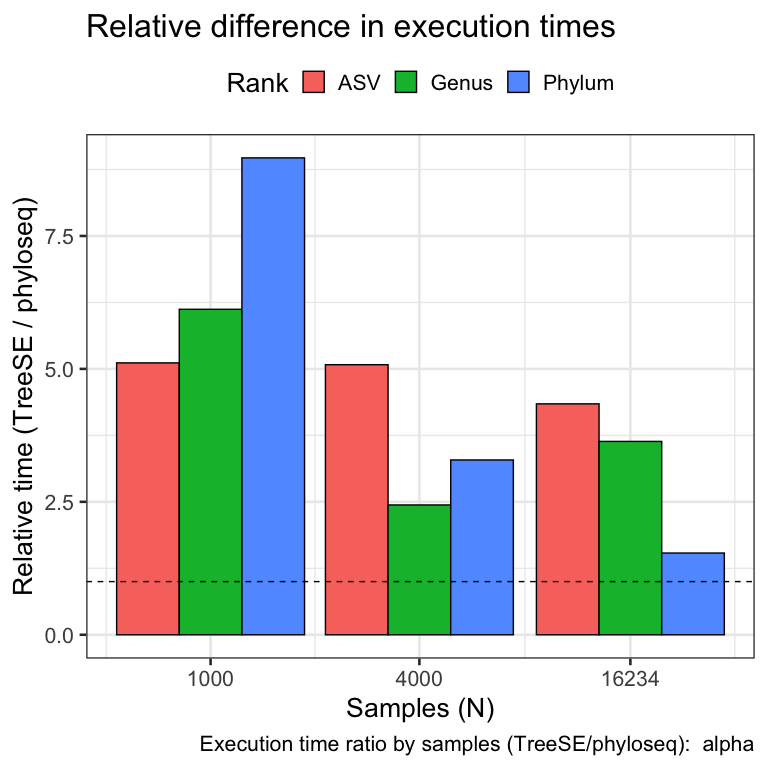 Relative difference in execution times
Rank ASV Genus Phylum
Relative time (TreeSE / phyloseq)
7.5
5.0
2.5
0.0
1000 4000 16234
Samples (N)
Execution time ratio by samples (TreeSE/phyloseq):  alpha